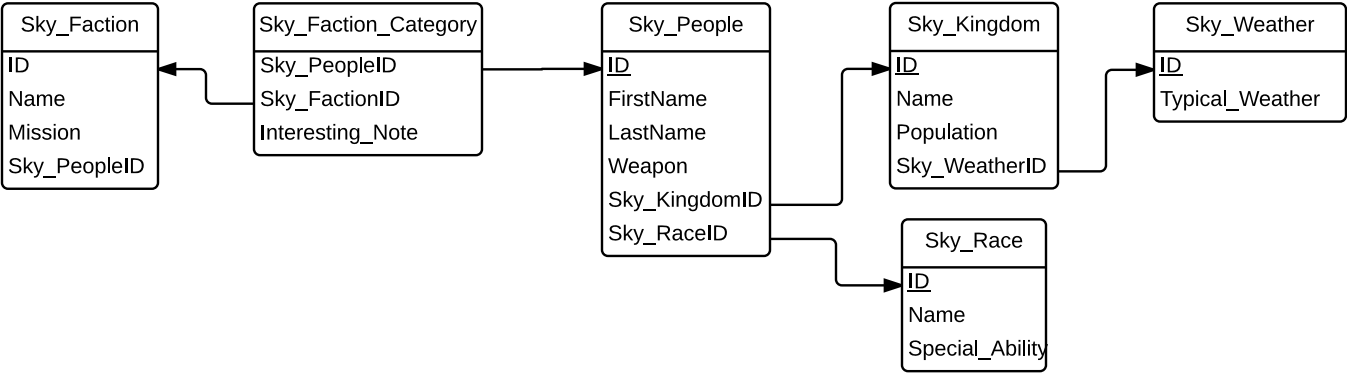 Sky_Faction
ID
Name
Mission
Sky_PeopleID
Sky_Faction_Category
Sky_PeopleID
Sky_FactionID
Interesting_Note
Sky_People
ID
FirstName
LastName
Weapon
Sky_KingdomID
Sky_RaceID
Sky_Kingdom
ID
Name
Population
Sky_WeatherID
Sky_Weather
ID
Typical_Weather
Sky_Race
ID
Name
Special_Ability